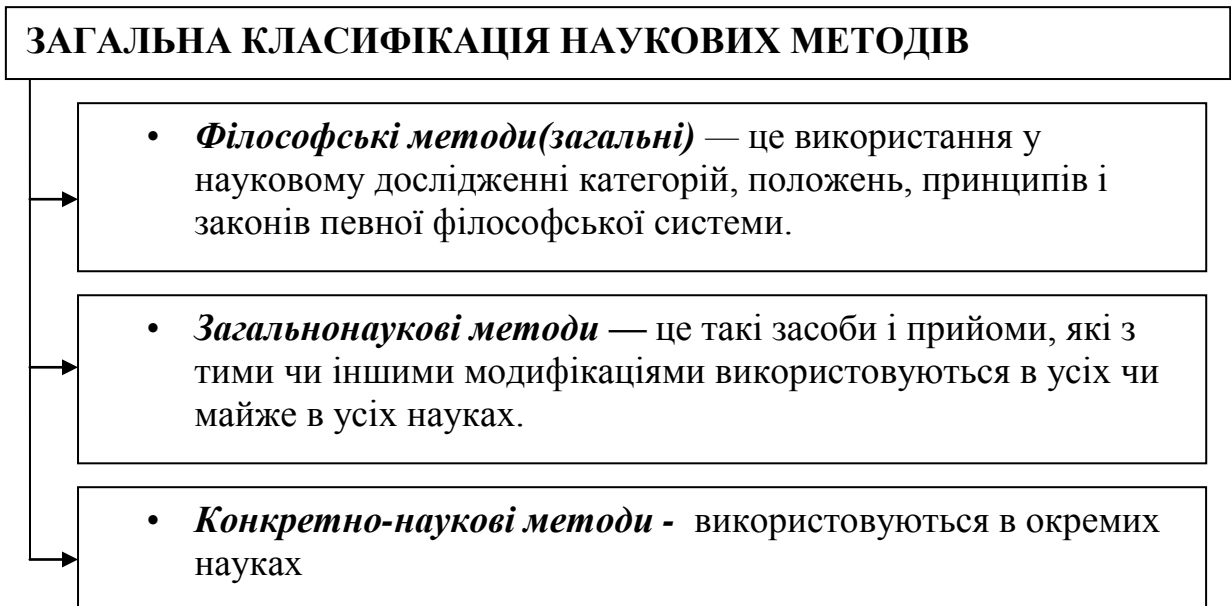 ЗАГАЛЬНА КЛАСИФІКАЦІЯ НАУКОВИХ МЕТОДІВ
• Філософські методи(загальні) — це використання у
науковому дослідженні категорій, положень, принципів і
законів певної філософської системи.
• Загальнонаукові методи — це такі засоби і прийоми, які з
тими чи іншими модифікаціями використовуються в усіх чи
майже в усіх науках.
• Конкретно-наукові методи - використовуються в окремих
науках